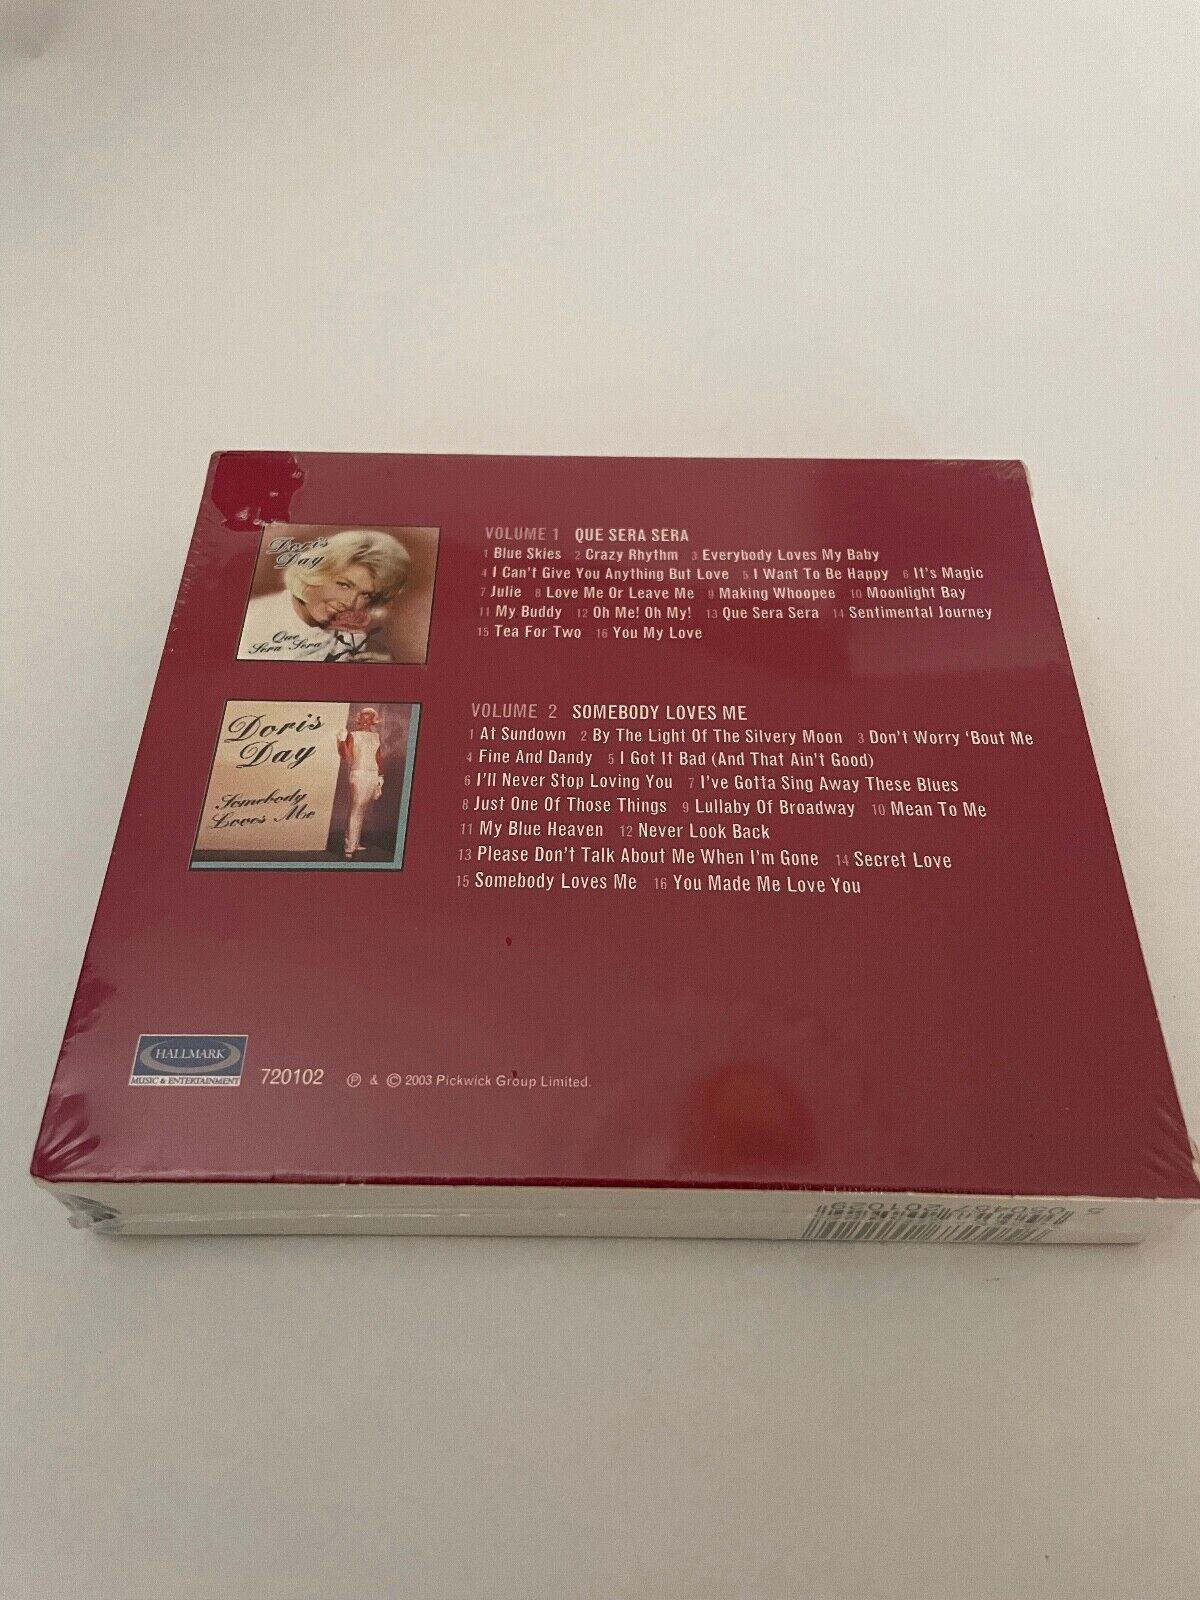 Doris
Day
Que
Sera Sera
VOLUME 1 QUE SERA SERA
1 Blue Skies 2 Crazy Rhythm 3 Everybody Loves My Baby
4 I Can't Give You Anything But Love 5 I Want To Be Happy 6 It's Magic
7 Julie 8 Love Me Or Leave Me 9 Making Whoopee 10 Moonlight Bay
11 My Buddy 12 Oh Me! Oh My! 13 Que Sera Sera 14 Sentimental Journey
15 Tea For Two 16 You My Love
Doris
Day
Somebody
Loves Me
VOLUME 2 SOMEBODY LOVES ME
1 At Sundown 2 By The Light Of The Silvery Moon 3 Don't Worry 'Bout Me
4 Fine And Dandy 5 I Got It Bad (And That Ain't Good)
6 I'll Never Stop Loving You 7 I've Gotta Sing Away These Blues
8 Just One Of Those Things 9 Lullaby Of Broadway 10 Mean To Me
11 My Blue Heaven 12 Never Look Back
13 Please Don't Talk About Me When I'm Gone 14 Secret Love
15 Somebody Loves Me 16 You Made Me Love You
HALLMARK
MUSIC & ENTERTAINMENT
720102 ℗ & © 2003 Pickwick Group Limited.